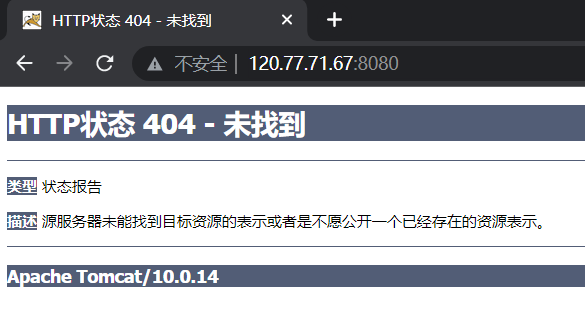 HTTP状态 404 - 未找到
不安全 | 120.77.71.67:8080
HTTP状态 404 - 未找到
类型 状态报告
描述 源服务器未能找到目标资源的表示或者是不愿公开一个已经存在的资源表示。
Apache Tomcat/10.0.14